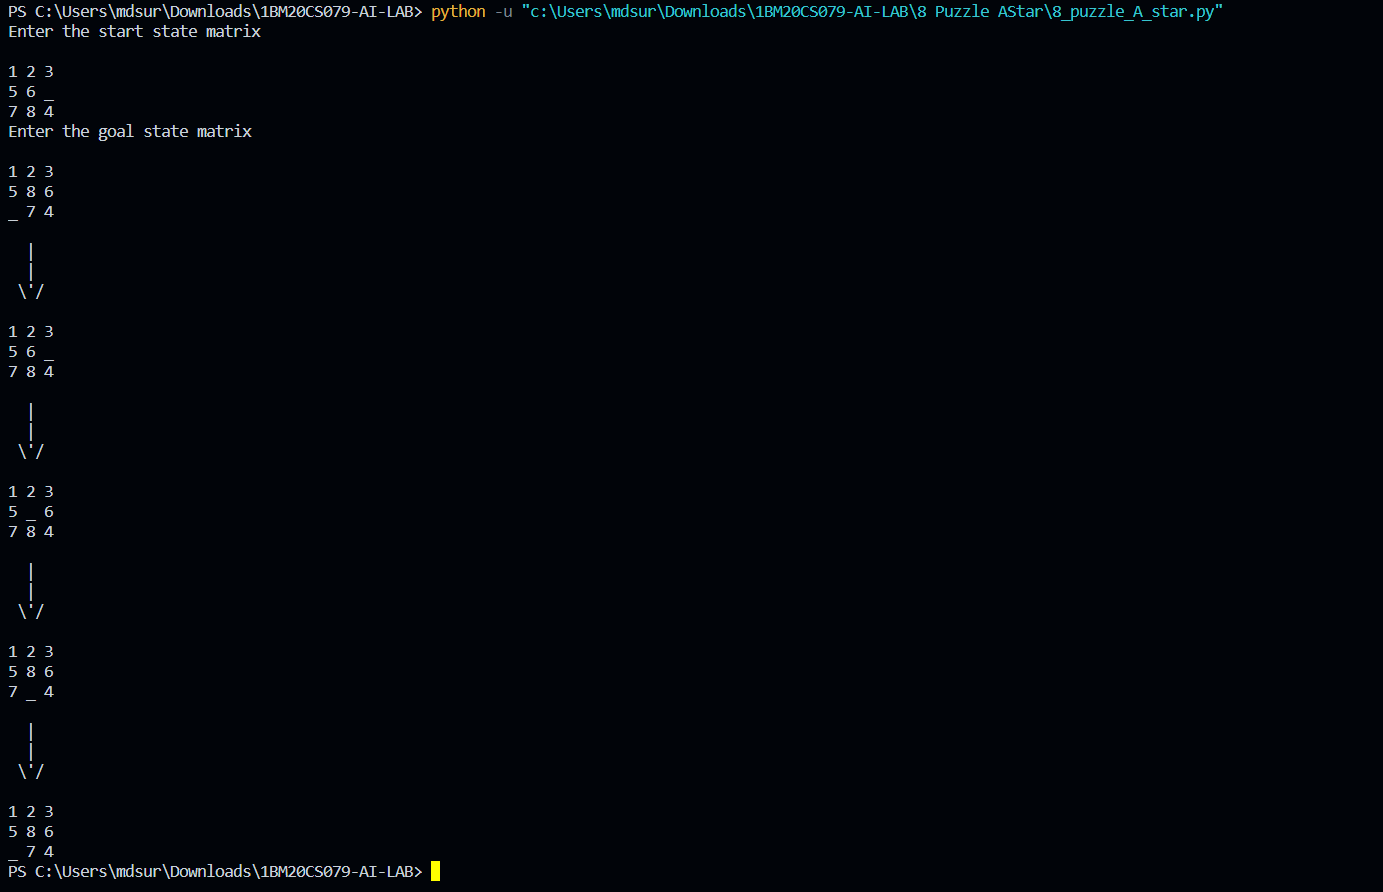 PS C:\Users\mdsur\Downloads\1BM20CS079-AI-LAB> python -u "c:\Users\mdsur\Downloads\1BM20CS079-AI-LAB\8 Puzzle AStar\8_puzzle_A_star.py"
Enter the start state matrix

1 2 3
5 6 _
7 8 4
Enter the goal state matrix

1 2 3
5 8 6
_ 7 4

  |
  |
 \'/

1 2 3
5 6 _
7 8 4

  |
  |
 \'/

1 2 3
5 _ 6
7 8 4

  |
  |
 \'/

1 2 3
5 8 6
7 _ 4

  |
  |
 \'/

1 2 3
5 8 6
_ 7 4
PS C:\Users\mdsur\Downloads\1BM20CS079-AI-LAB>